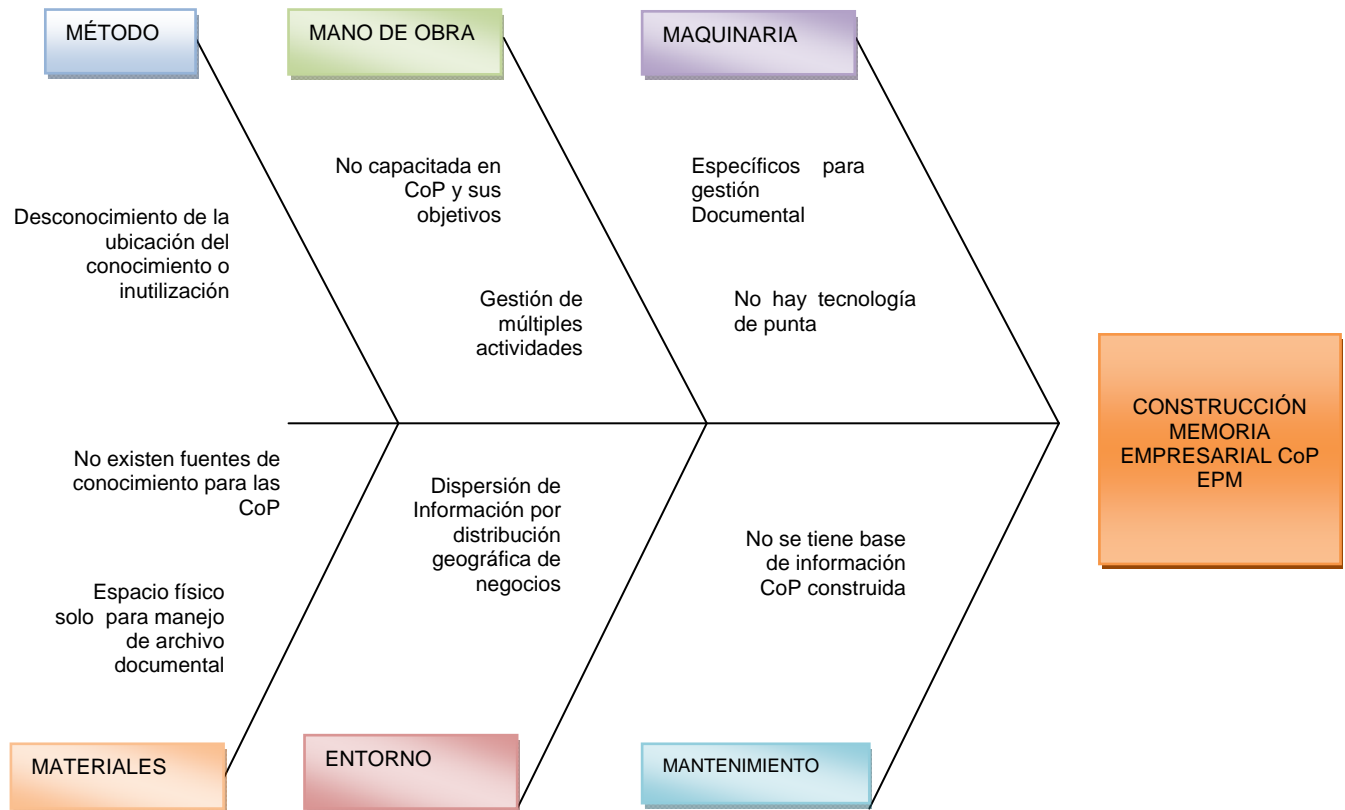 MÉTODO
MANO DE OBRA
MAQUINARIA
Desconocimiento de la
ubicación del
conocimiento o
inutilización
No capacitada en
CoP y sus
objetivos
Gestión de
múltiples
actividades
Específicos para
gestión
Documental
No hay tecnología
de punta
CONSTRUCCIÓN
MEMORIA
EMPRESARIAL CoP
EPM
No existen fuentes de
conocimiento para las
CoP
Espacio físico
solo para manejo
de archivo
documental
Dispersión de
Información por
distribución
geográfica de
negocios
No se tiene base
de información
CoP construida
MATERIALES
ENTORNO
MANTENIMIENTO